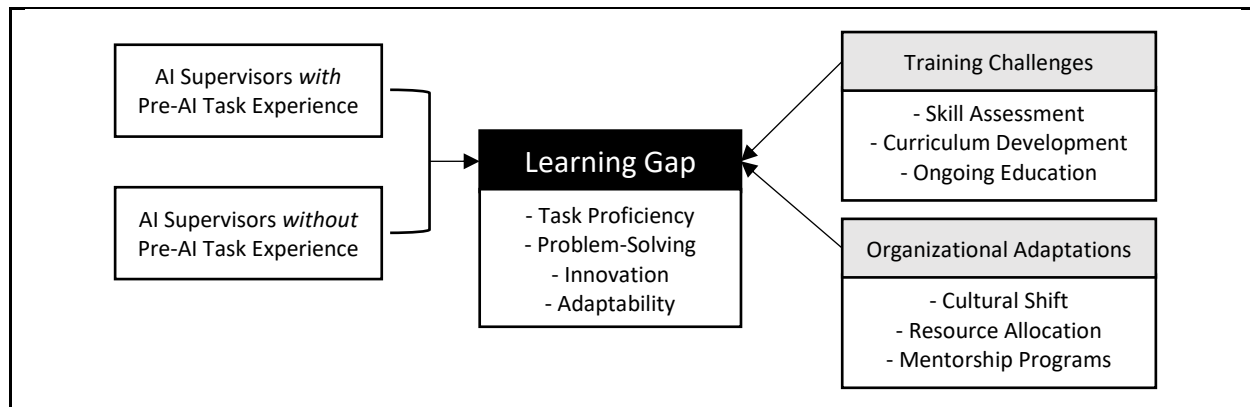 AI Supervisors with
Pre-AI Task Experience
AI Supervisors without
Pre-AI Task Experience
Learning Gap
- Task Proficiency
- Problem-Solving
- Innovation
- Adaptability
Training Challenges
- Skill Assessment
- Curriculum Development
- Ongoing Education
Organizational Adaptations
- Cultural Shift
- Resource Allocation
- Mentorship Programs